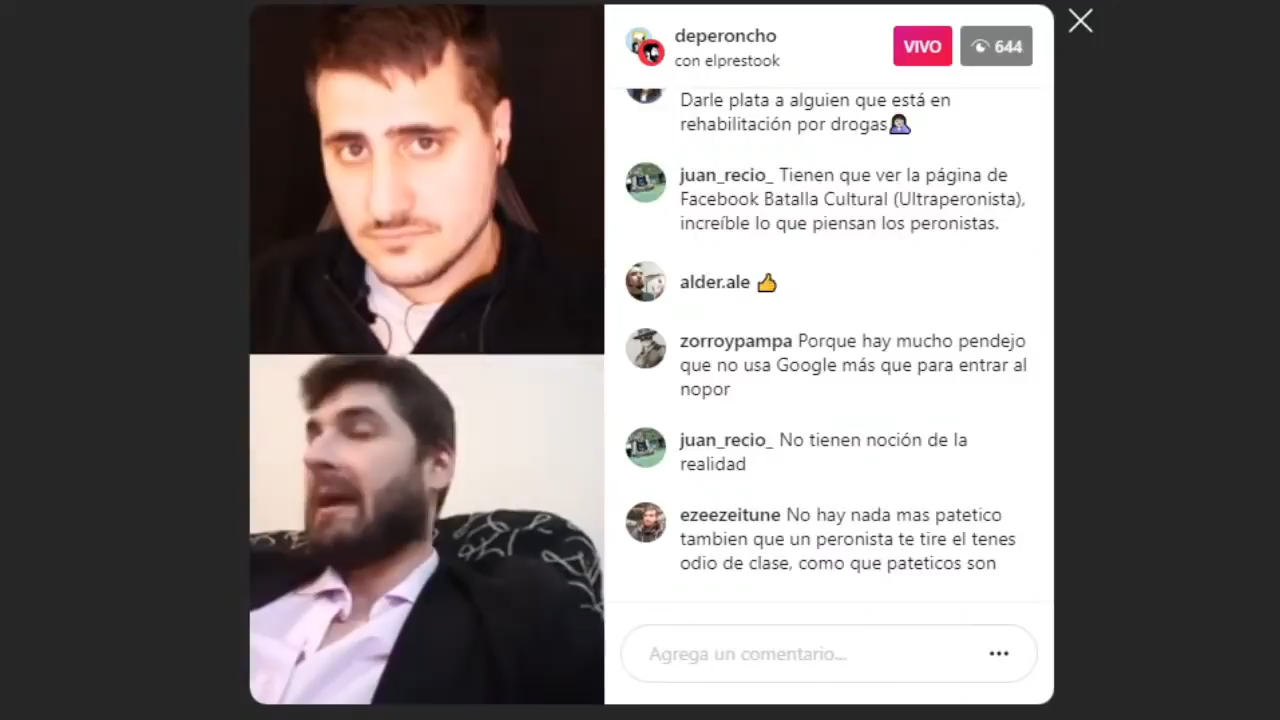 deperoncho
con elprestook
VIVO
644
Darle plata a alguien que está en
rehabilitación por drogas
juan_recio_ Tienen que ver la página de
Facebook Batalla Cultural (Ultraperonista),
increíble lo que piensan los peronistas.
alder.ale
zorroypampa Porque hay mucho pendejo
que no usa Google más que para entrar al
nopor
juan_recio_ No tienen noción de la
realidad
ezeezeitune No hay nada mas patetico
tambien que un peronista te tire el tenes
odio de clase, como que pateticos son
Agrega un comentario...